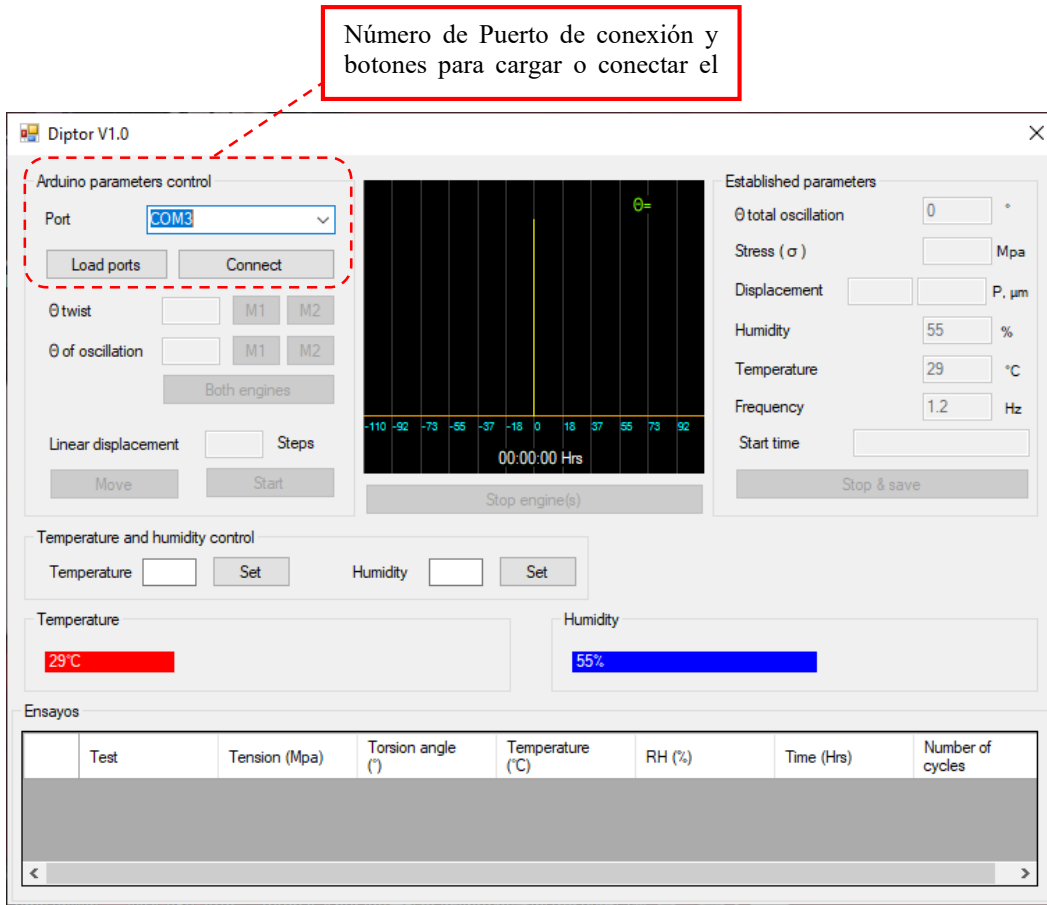 Número de Puerto de conexión y
botones para cargar o conectar el
Diptor V1.0
Arduino parameters control
Port COM3
Load ports Connect
θ twist M1 M2
θ of oscillation M1 M2
Both engines
Linear displacement Steps
Move Start
θ=
-110 -92 -73 -55 -37 -18 0 18 37 55 73 92
00:00:00 Hrs
Stop engine(s)
Established parameters
θ total oscillation 0 °
Stress ( σ ) Mpa
Displacement P, µm
Humidity 55 %
Temperature 29 °C
Frequency 1.2 Hz
Start time
Stop & save
Temperature and humidity control
Temperature Set Humidity Set
Temperature
29°C
Humidity
55%
Ensayos
Test Tension (Mpa) Torsion angle (°) Temperature (°C) RH (%) Time (Hrs) Number of cycles